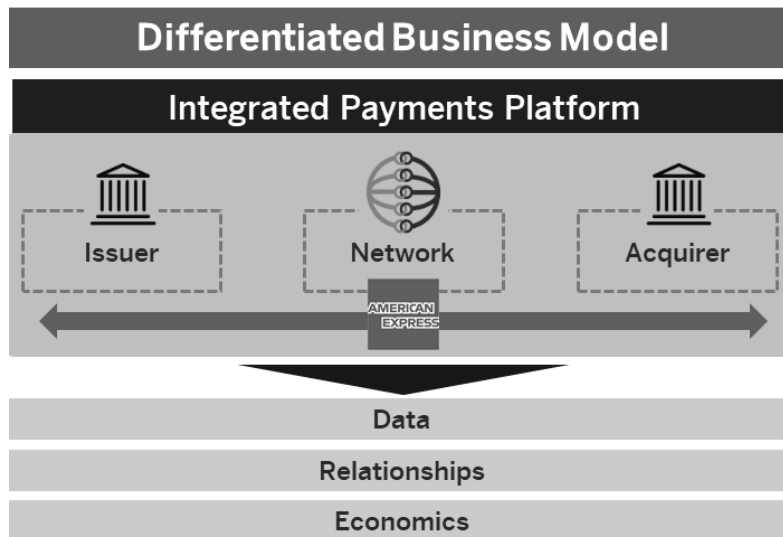 Differentiated Business Model
Integrated Payments Platform
Issuer
Network
Acquirer
AMERICAN
EXPRESS
Data
Relationships
Economics